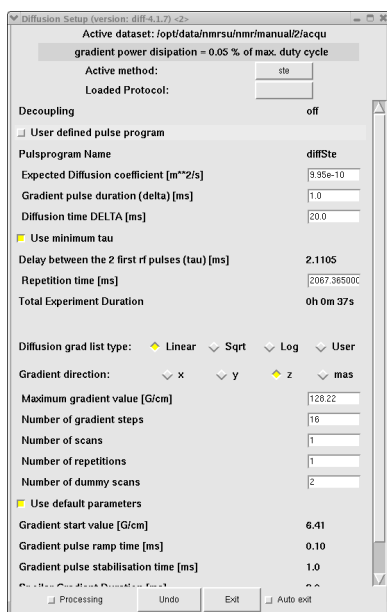 Diffusion Setup (version: diff-4.1.7) <2>
Active dataset: /opt/data/nmrsu/nmr/manual/2/acqu
gradient power disipation = 0.05 % of max. duty cycle
Active method: ste
Loaded Protocol:
Decoupling off
User defined pulse program
Pulsprogram Name diffSte
Expected Diffusion coefficient [m**2/s] 9.95e-10
Gradient pulse duration (delta) [ms] 1.0
Diffusion time DELTA [ms] 20.0
Use minimum tau
Delay between the 2 first rf pulses (tau) [ms] 2.1105
Repetition time [ms] 2067.36500
Total Experiment Duration 0h 0m 37s
Diffusion grad list type: Linear Sqrt Log User
Gradient direction: x y z mas
Maximum gradient value [G/cm] 128.22
Number of gradient steps 16
Number of scans 1
Number of repetitions 1
Number of dummy scans 2
Use default parameters
Gradient start value [G/cm] 6.41
Gradient pulse ramp time [ms] 0.10
Gradient pulse stabilisation time [ms] 1.0
Spoiler Gradient Duration [ms]
Processing Undo Exit Auto exit